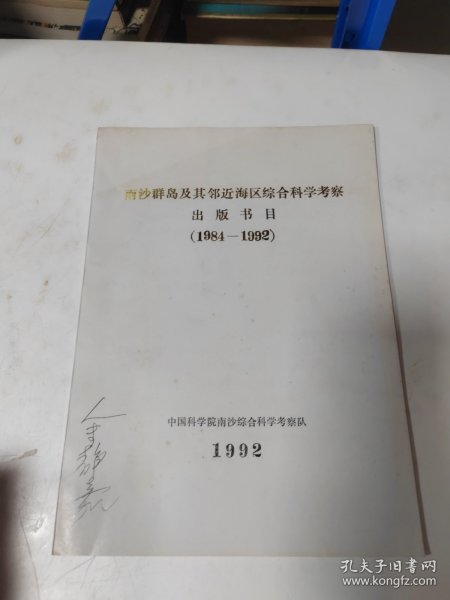 南沙群岛及其邻近海区综合科学考察
出版书目
(1984—1992)
中国科学院南沙综合科学考察队
1992
孔夫子旧书网
www.kongfz.com